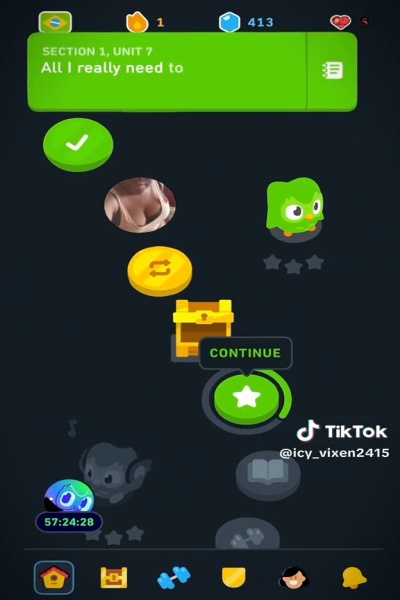 1
413
5
SECTION 1, UNIT 7
All I really need to
CONTINUE
TikTok
@icy_vixen2415
57:24:28